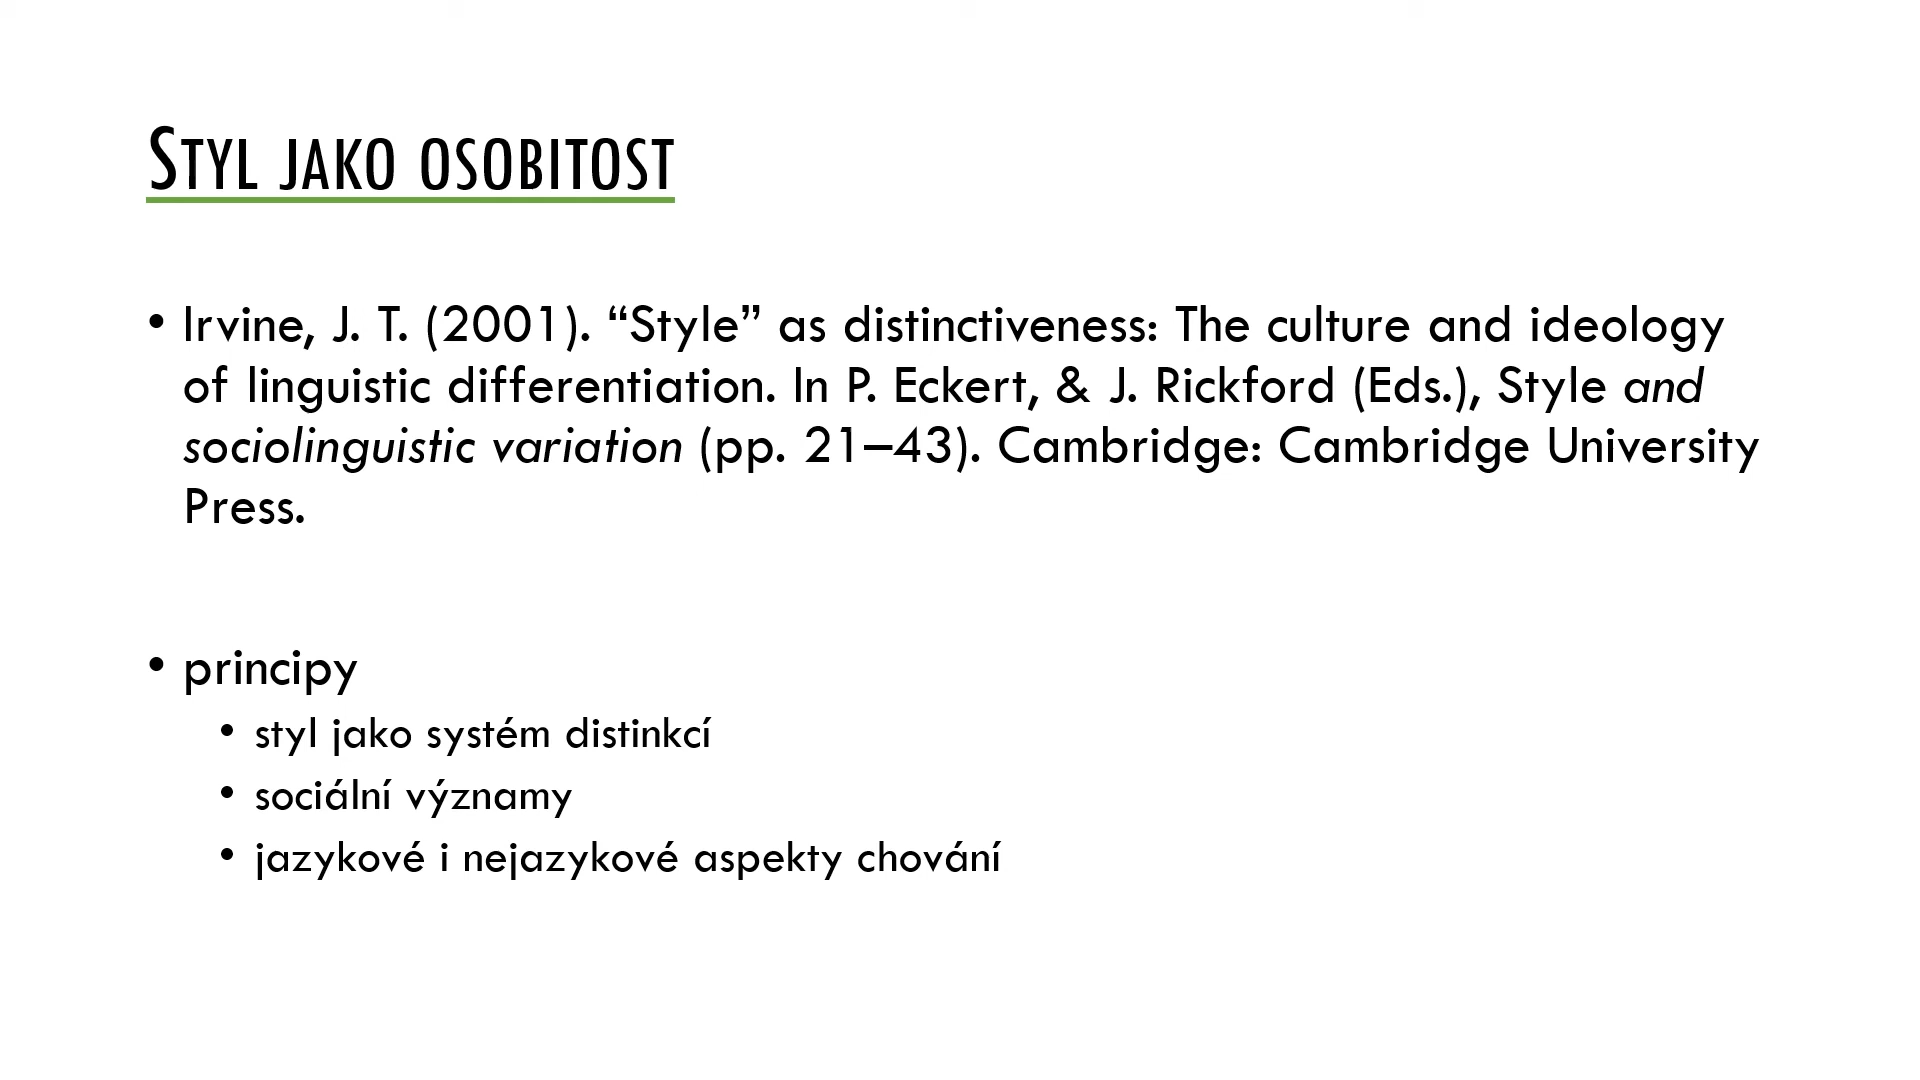 Styl jako osobitost
• Irvine, J. T. (2001). “Style” as distinctiveness: The culture and ideology
of linguistic differentiation. In P. Eckert, & J. Rickford (Eds.), Style and
sociolinguistic variation (pp. 21–43). Cambridge: Cambridge University
Press.
• principy
• styl jako systém distinkcí
• sociální významy
• jazykové i nejazykové aspekty chování